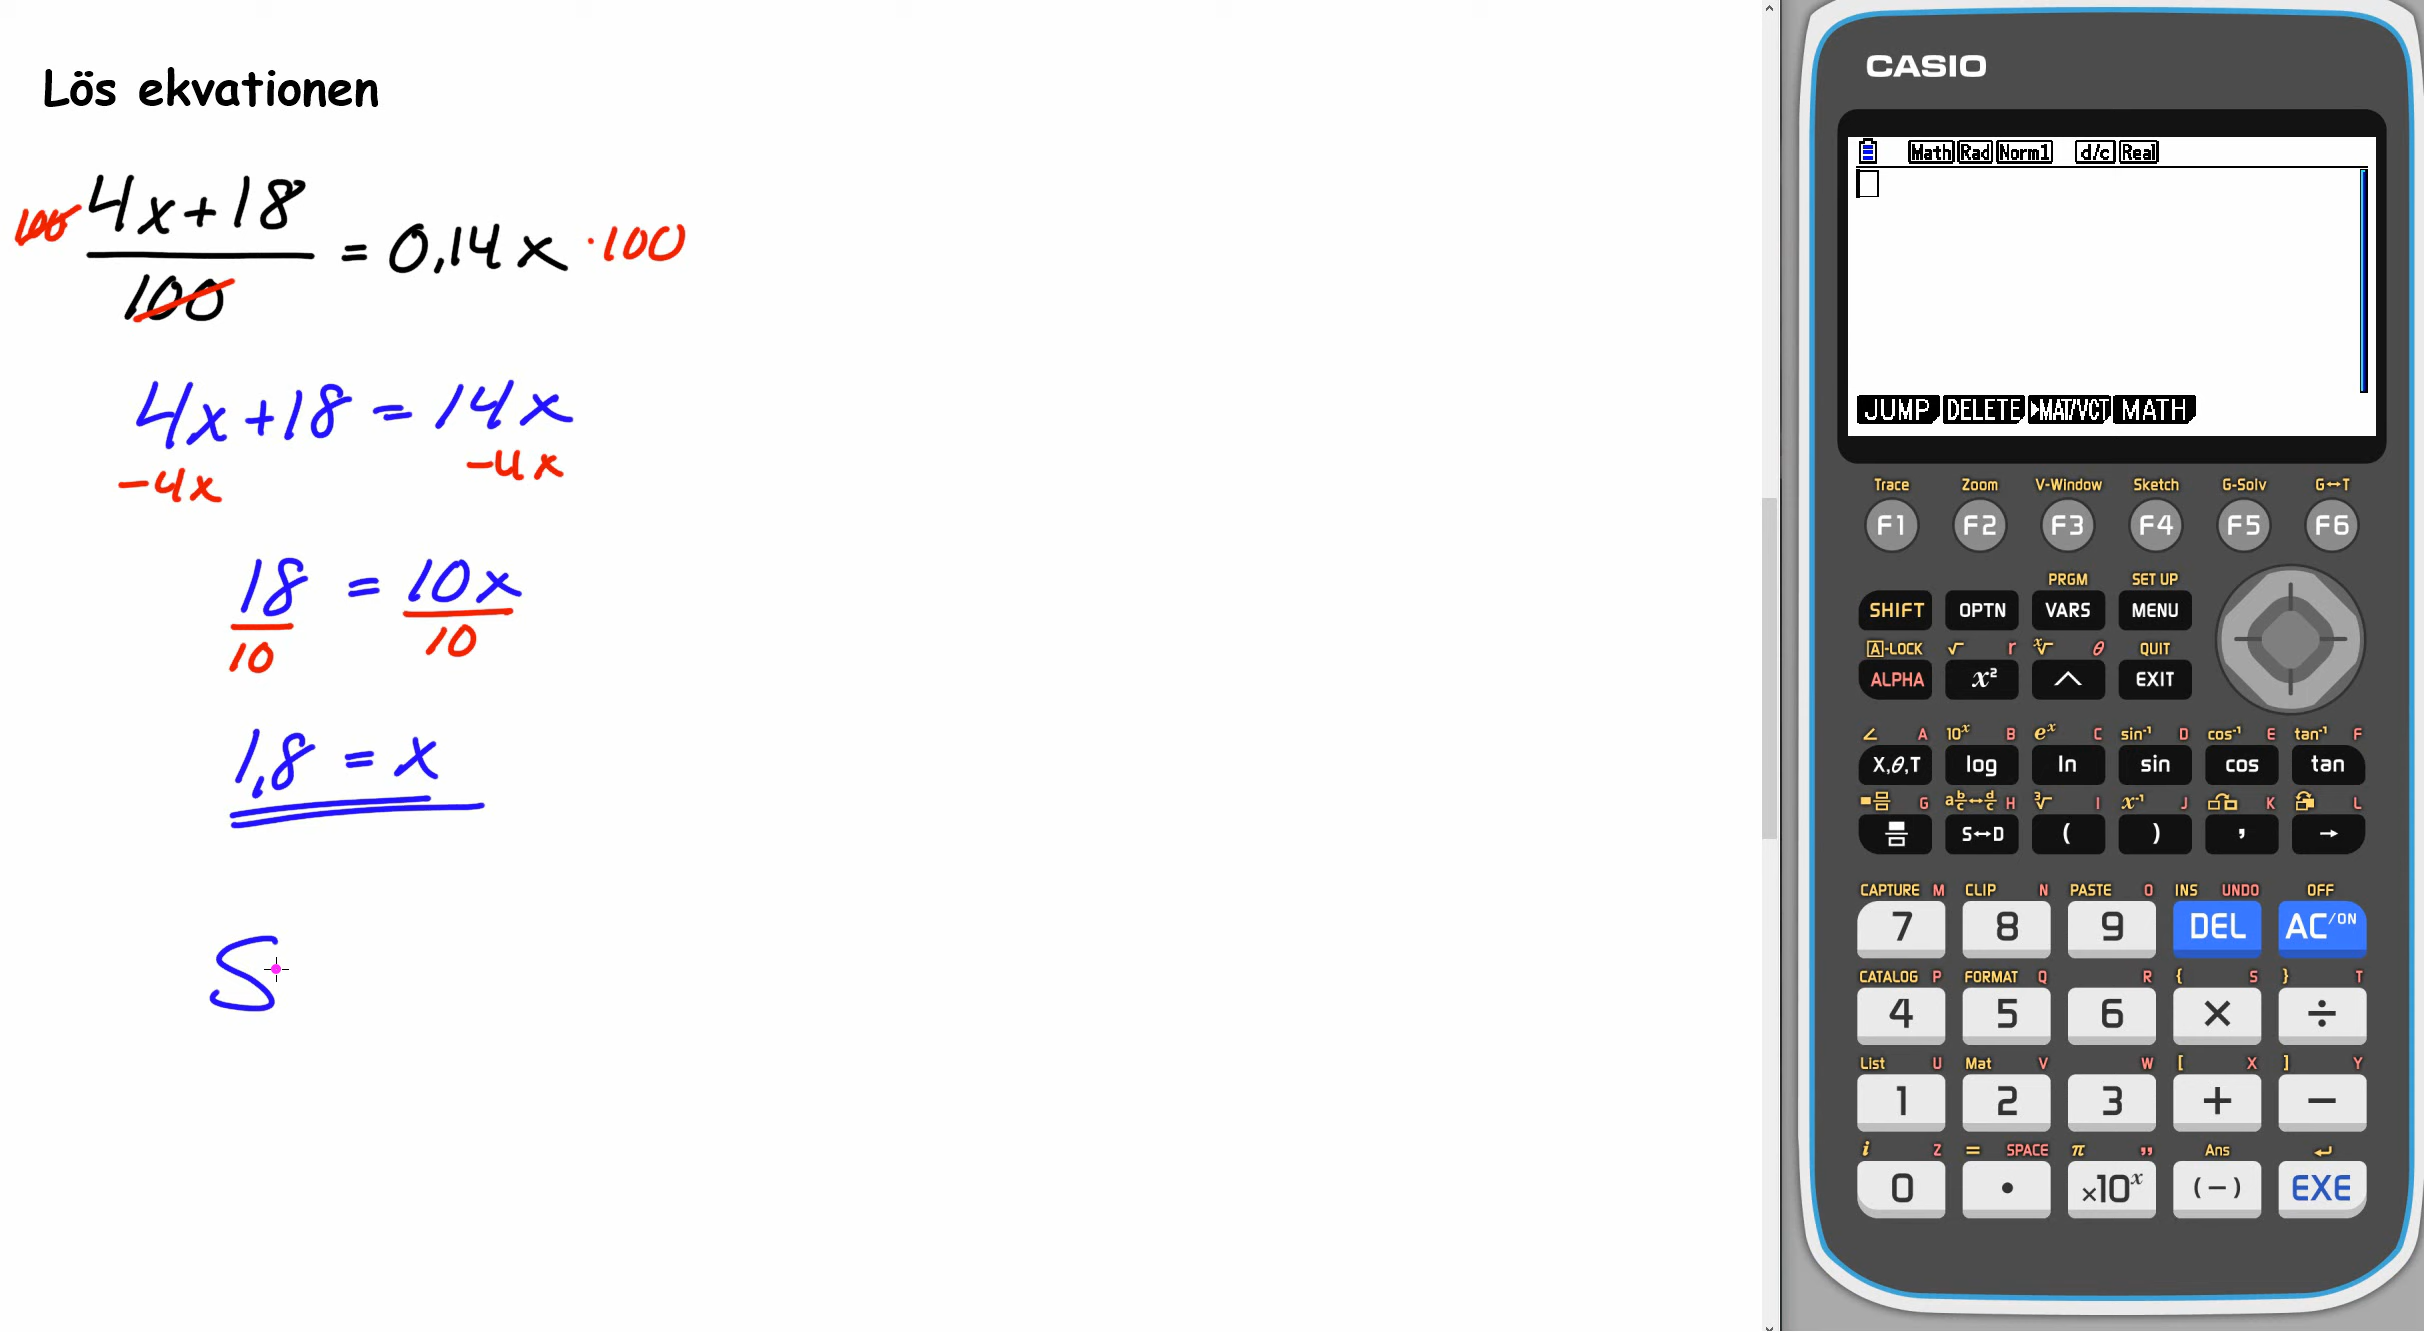 Lös ekvationen
100 4x+18
= 0,14x ·100
100
4x+18 = 14x
-4x -4x
18 = 10x
10 10
1,8 = x
S
CASIO
Math Rad Norm1 d/c Real
JUMP DELETE ▶MAT/VCT MATH
Trace Zoom V-Window Sketch G-Solv G↔T
F1 F2 F3 F4 F5 F6
PRGM SET UP
SHIFT OPTN VARS MENU
A-LOCK √ r ˣ√ θ QUIT
ALPHA x² ^ EXIT
∠ A 10ˣ B eˣ C sin⁻¹ D cos⁻¹ E tan⁻¹ F
X,θ,T log ln sin cos tan
G a b/c↔d/c H ³√ I x⁻¹ J K L
S↔D ( ) , →
CAPTURE M CLIP N PASTE O INS UNDO OFF
7 8 9 DEL AC/ON
CATALOG P FORMAT Q R { S } T
4 5 6 × ÷
List U Mat V W [ X ] Y
1 2 3 + −
i Z = SPACE π " Ans ↵
0 • ×10ˣ (−) EXE